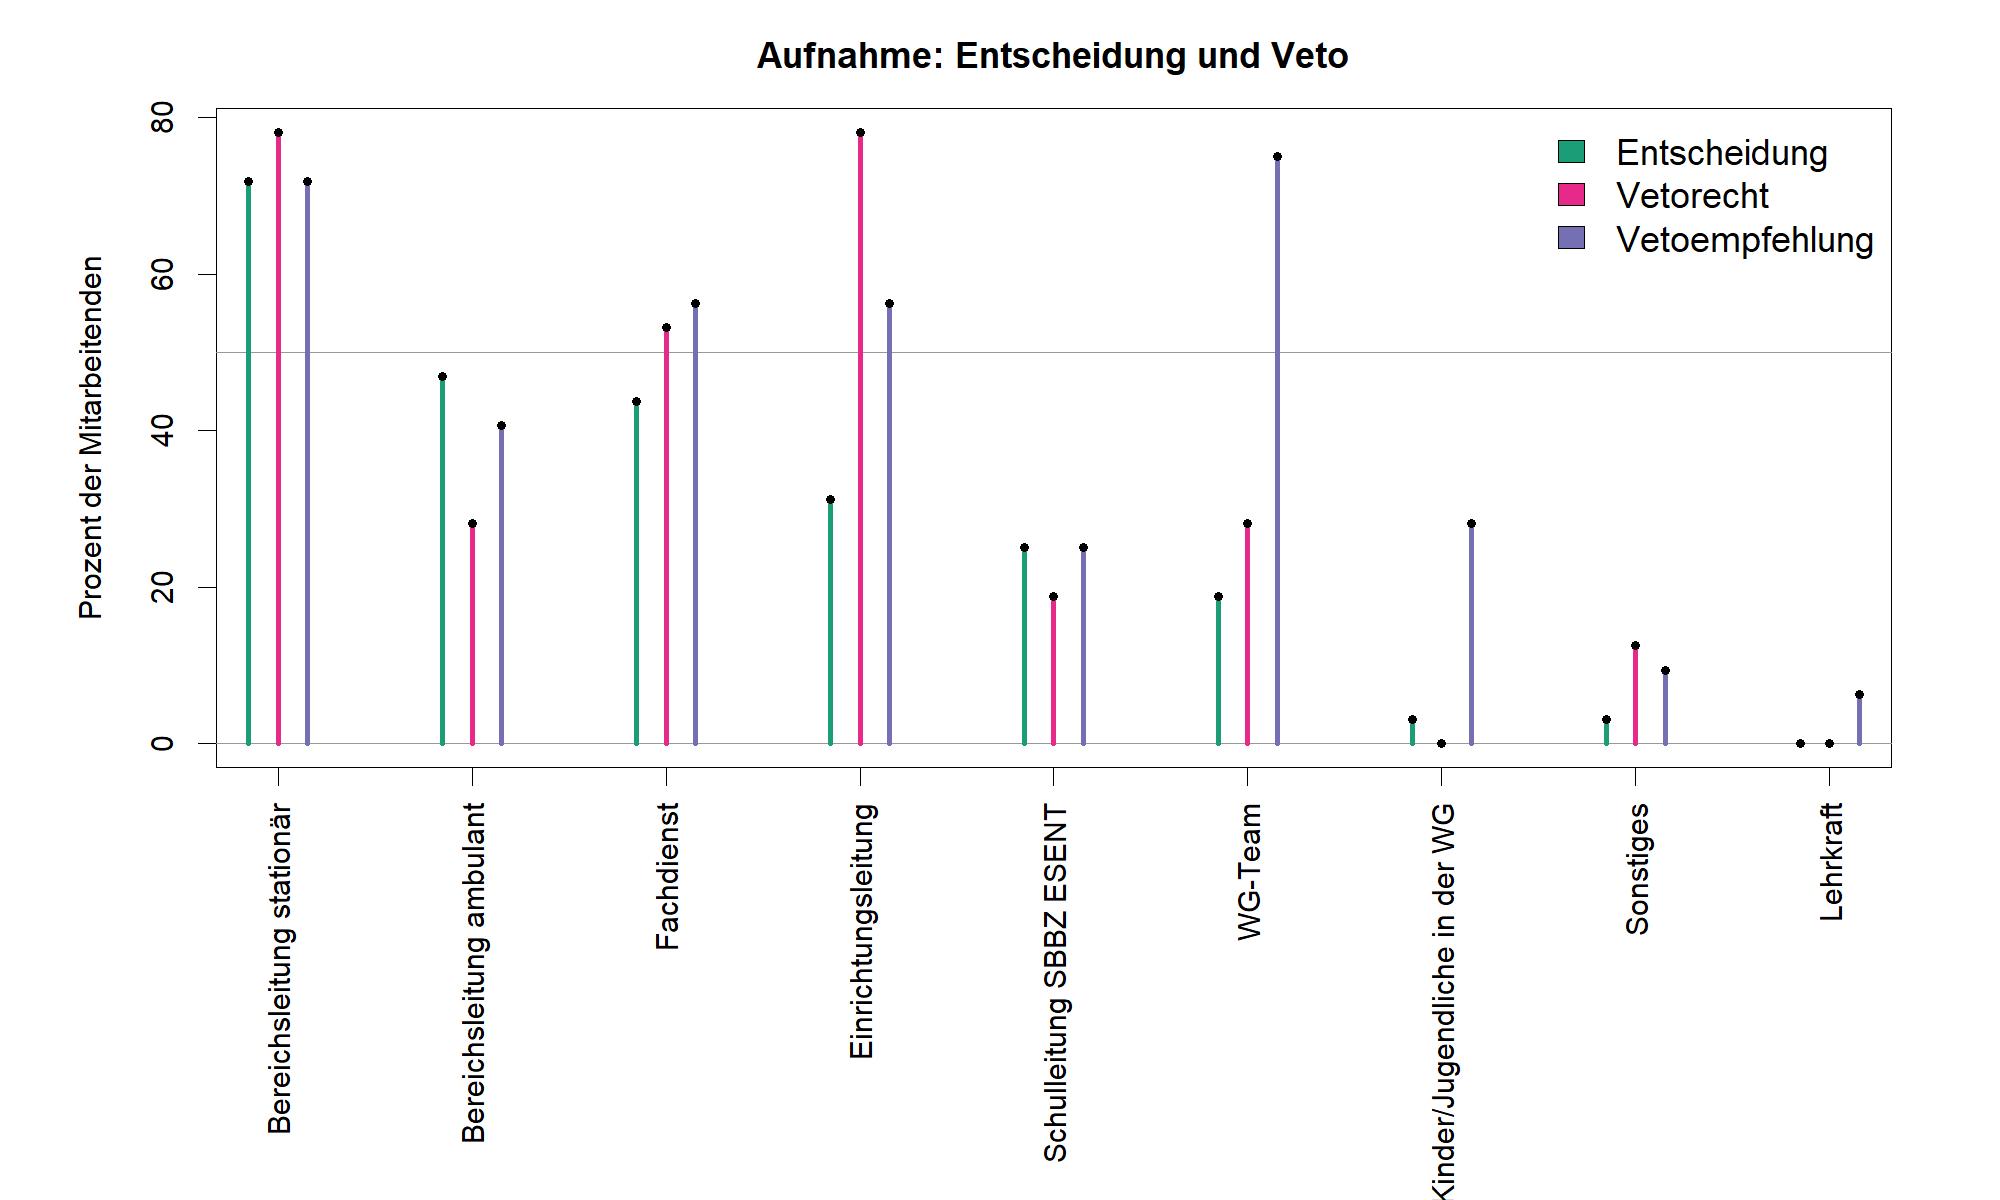 Aufnahme: Entscheidung und Veto
Prozent der Mitarbeitenden
80
60
40
20
0
Entscheidung
Vetorecht
Vetoempfehlung
Bereichsleitung stationär
Bereichsleitung ambulant
Fachdienst
Einrichtungsleitung
Schulleitung SBBZ ESENT
WG-Team
Kinder/Jugendliche in der WG
Sonstiges
Lehrkraft